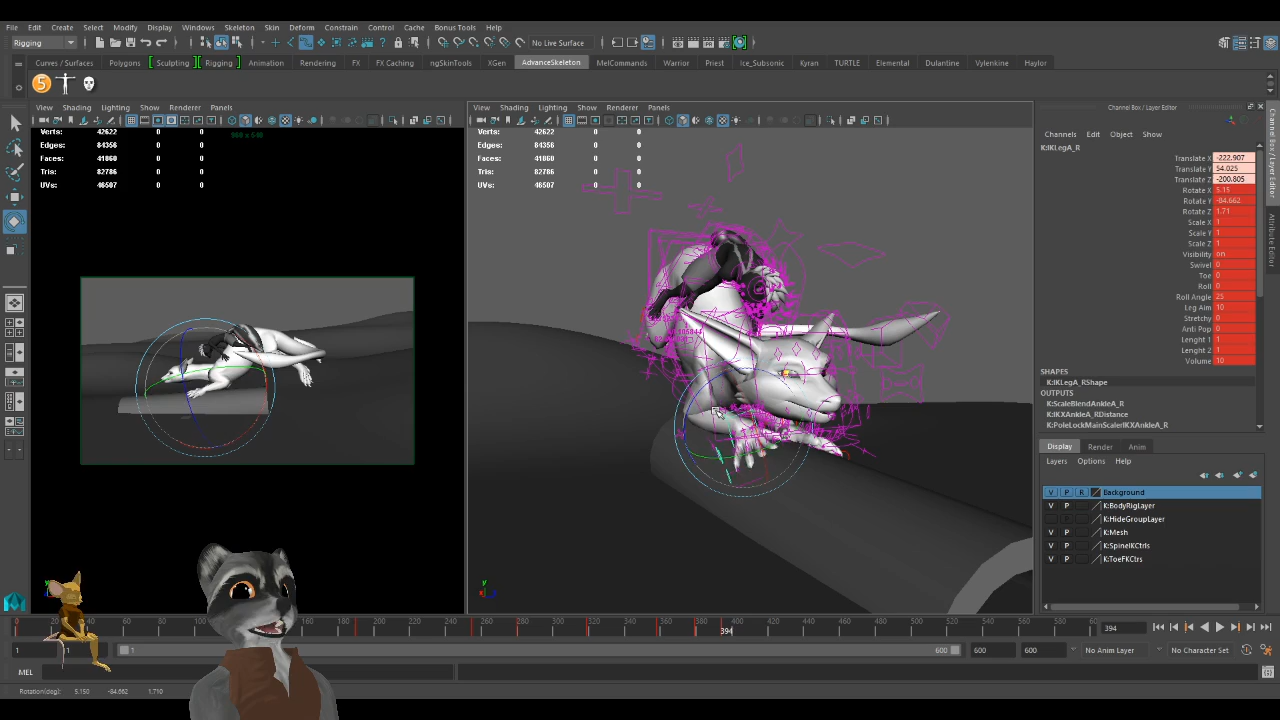 File Edit Create Select Modify Display Windows Skeleton Skin Deform Constrain Control Cache Bonus Tools Help
Rigging No Live Surface
Curves / Surfaces Polygons Sculpting Rigging Animation Rendering FX FX Caching ngSkinTools XGen AdvanceSkeleton MelCommands Warrior Priest Ice_Subsonic Kyran TURTLE Elemental Dulantine Vylenkine Haylor
5
View Shading Lighting Show Renderer Panels
Verts: 42622 0 0
Edges: 84356 0 0
Faces: 41860 0 0
Tris: 82786 0 0
UVs: 46507 0 0
960 x 540
View Shading Lighting Show Renderer Panels
Verts: 42622 0 0
Edges: 84356 0 0
Faces: 41860 0 0
Tris: 82786 0 0
UVs: 46507 0 0
Channel Box / Layer Editor
Channels Edit Object Show
K:IKLegA_R
Translate X -222.907
Translate Y 54.025
Translate Z -200.805
Rotate X 5.15
Rotate Y -84.662
Rotate Z 1.71
Scale X 1
Scale Y 1
Scale Z 1
Visibility on
Swivel 0
Toe 0
Roll 0
Roll Angle 25
Leg Aim 10
Stretchy 0
Anti Pop 0
Lenght 1 1
Lenght 2 1
Volume 10
SHAPES
K:IKLegA_RShape
OUTPUTS
K:ScaleBlendAnkleA_R
K:IKXAnkleA_RDistance
K:PoleLockMainScalerIKXAnkleA_R
Display Render Anim
Layers Options Help
V P R Background
V P K:BodyRigLayer
K:HideGroupLayer
V P K:Mesh
V P K:SpineIKCtrls
V P K:ToeFKCtrs
Channel Box / Layer Editor
Attribute Editor
0 20 60 80 100 120 140 160 180 200 220 240 260 280 300 320 340 360 380 394 400 420 440 460 480 500 520 540 560 580
394
1 1 1 600 600 600 No Anim Layer No Character Set
MEL
Rotation(deg): 5.150 -84.662 1.710